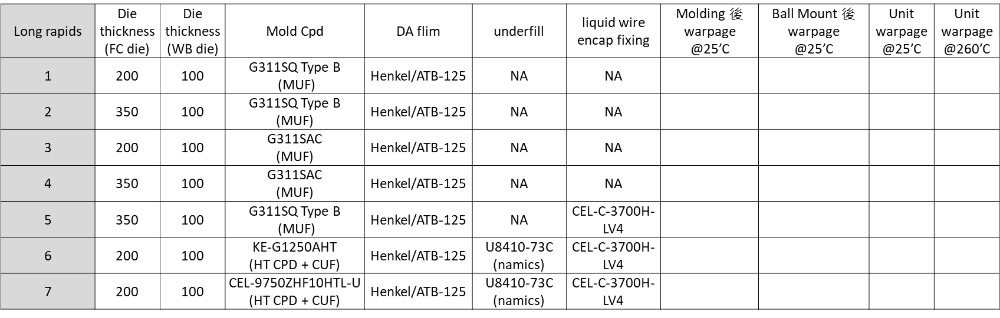 Long rapids
Die
thickness
(FC die)
Die
thickness
(WB die)
Mold Cpd
DA flim
underfill
liquid wire
encap fixing
Molding 後
warpage
@25'C
Ball Mount 後
warpage
@25'C
Unit
warpage
@25'C
Unit
warpage
@260'C
1
200
100
G311SQ Type B
(MUF)
Henkel/ATB-125
NA
NA
2
350
100
G311SQ Type B
(MUF)
Henkel/ATB-125
NA
NA
3
200
100
G311SAC
(MUF)
Henkel/ATB-125
NA
NA
4
350
100
G311SAC
(MUF)
Henkel/ATB-125
NA
NA
5
350
100
G311SQ Type B
(MUF)
Henkel/ATB-125
NA
CEL-C-3700H-
LV4
6
200
100
KE-G1250AHT
(HT CPD + CUF)
Henkel/ATB-125
U8410-73C
(namics)
CEL-C-3700H-
LV4
7
200
100
CEL-9750ZHF10HTL-U
(HT CPD + CUF)
Henkel/ATB-125
U8410-73C
(namics)
CEL-C-3700H-
LV4